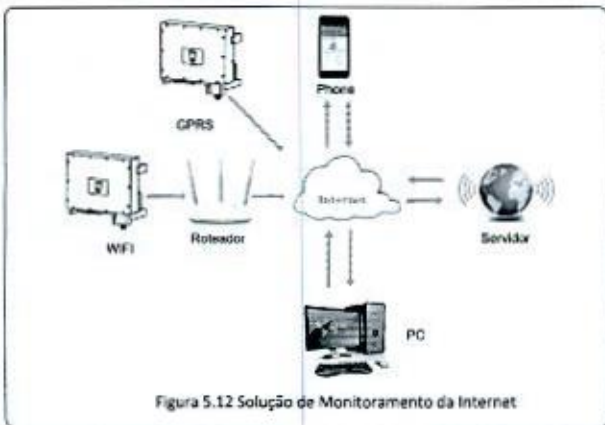 Phone
GPRS
Internet
WIFI
Roteador
Servidor
PC
Figura 5.12 Solução de Monitoramento da Internet